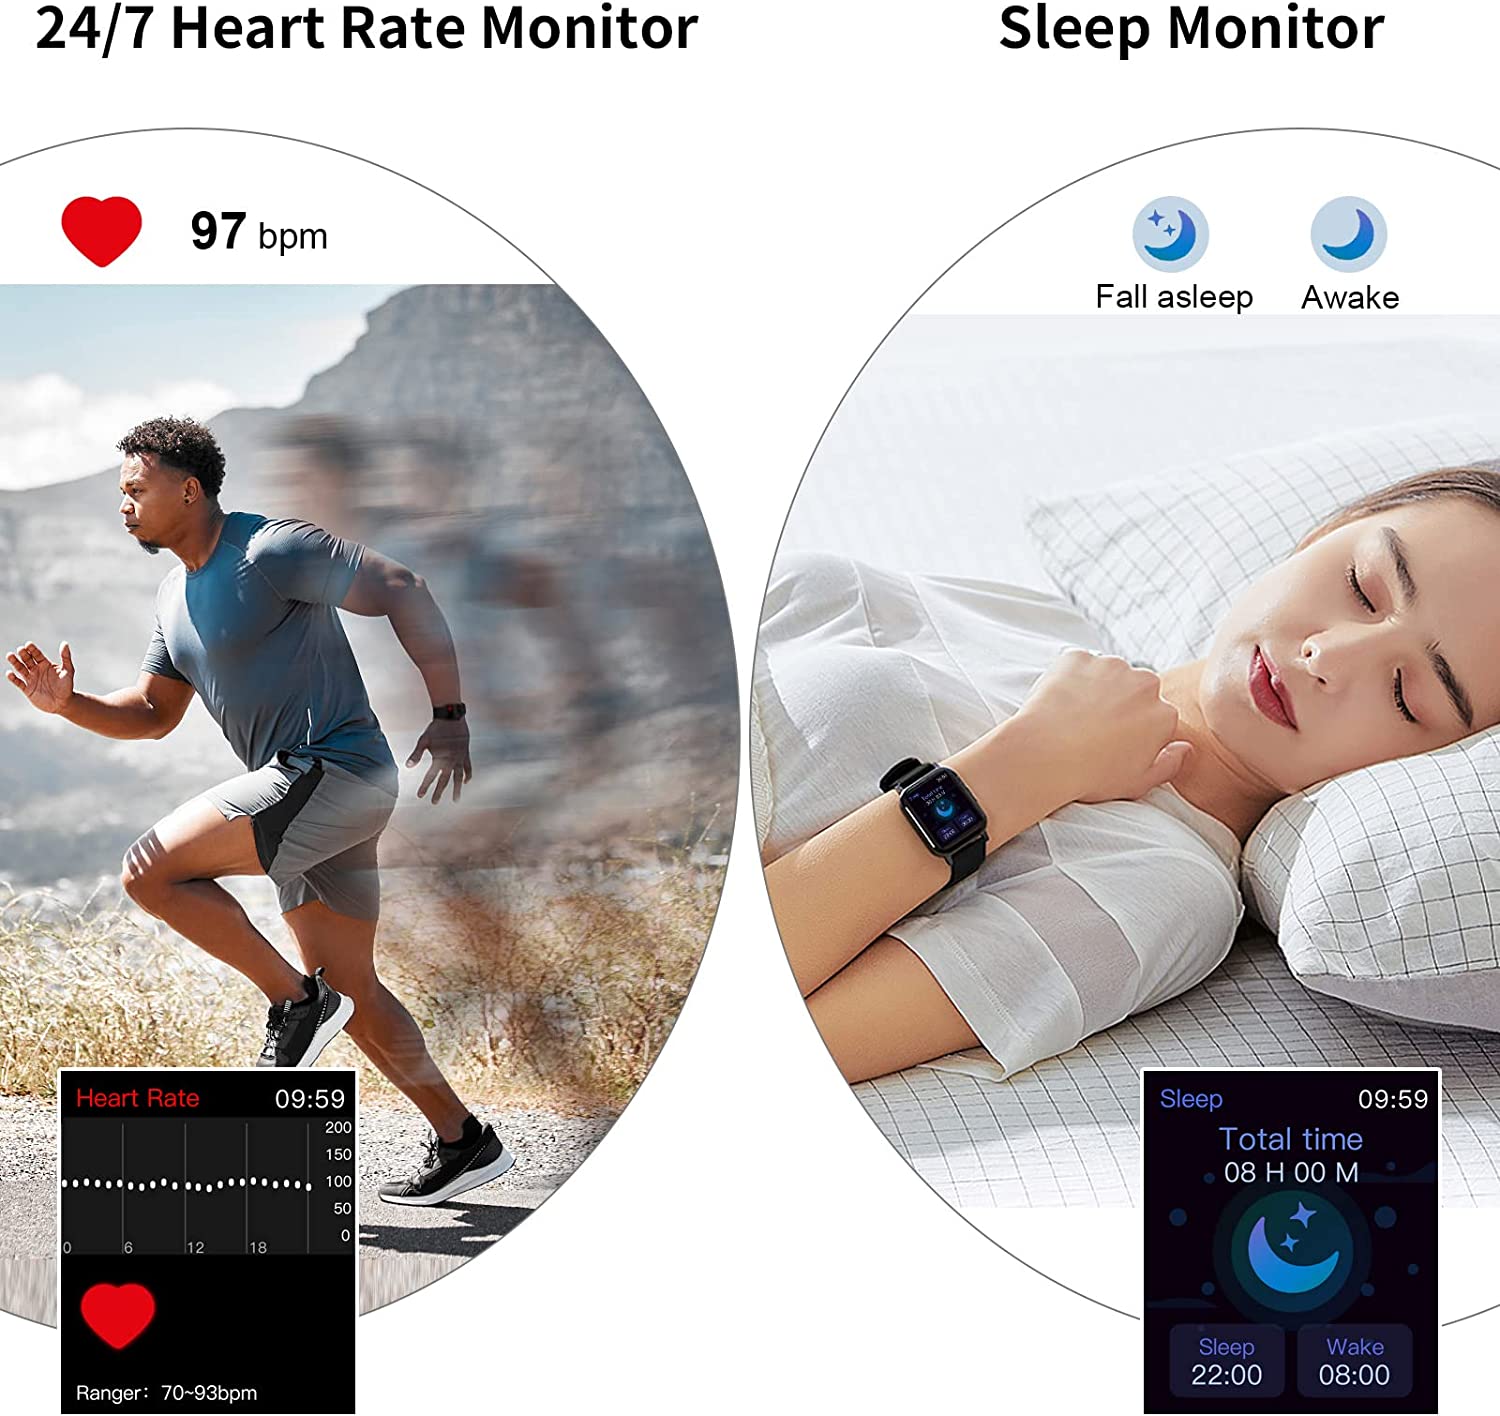 24/7 Heart Rate Monitor
Sleep Monitor
97 bpm
Fall asleep
Awake
Heart Rate 09:59
200
150
100
50
0
0 6 12 18
Ranger: 70~93bpm
Total time
Sleep 09:59
Total time
08 H 00 M
Sleep
22:00
Wake
08:00